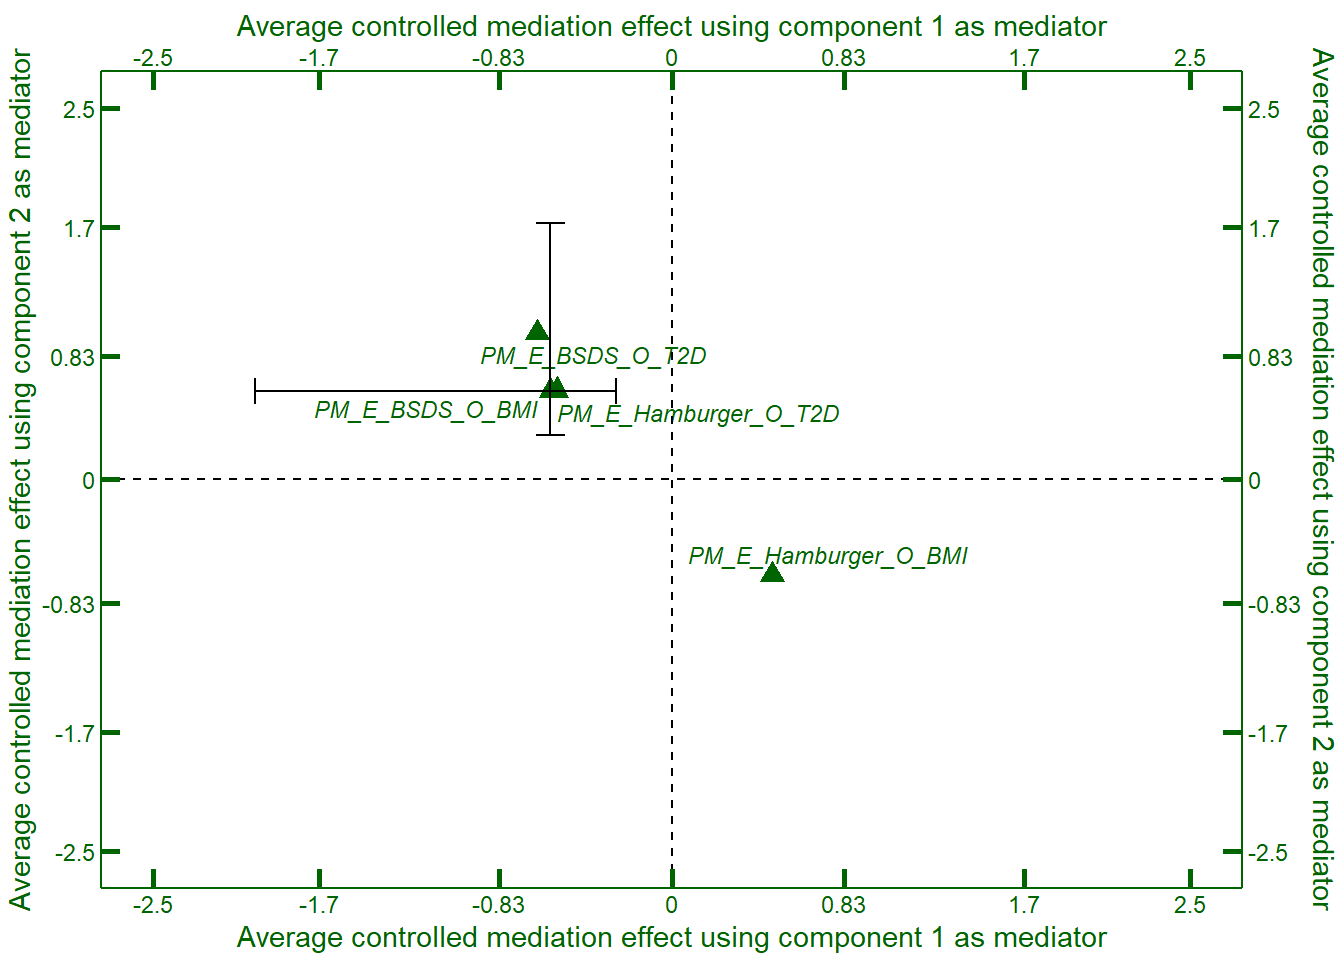 Average controlled mediation effect using component 1 as mediator
-2.5 -1.7 -0.83 0 0.83 1.7 2.5
Average controlled mediation effect using component 2 as mediator
2.5
1.7
0.83
0
-0.83
-1.7
-2.5
PM_E_BSDS_O_T2D
PM_E_BSDS_O_BMI
PM_E_Hamburger_O_T2D
PM_E_Hamburger_O_BMI
2.5
1.7
0.83
0
-0.83
-1.7
-2.5
Average controlled mediation effect using component 2 as mediator
-2.5 -1.7 -0.83 0 0.83 1.7 2.5
Average controlled mediation effect using component 1 as mediator